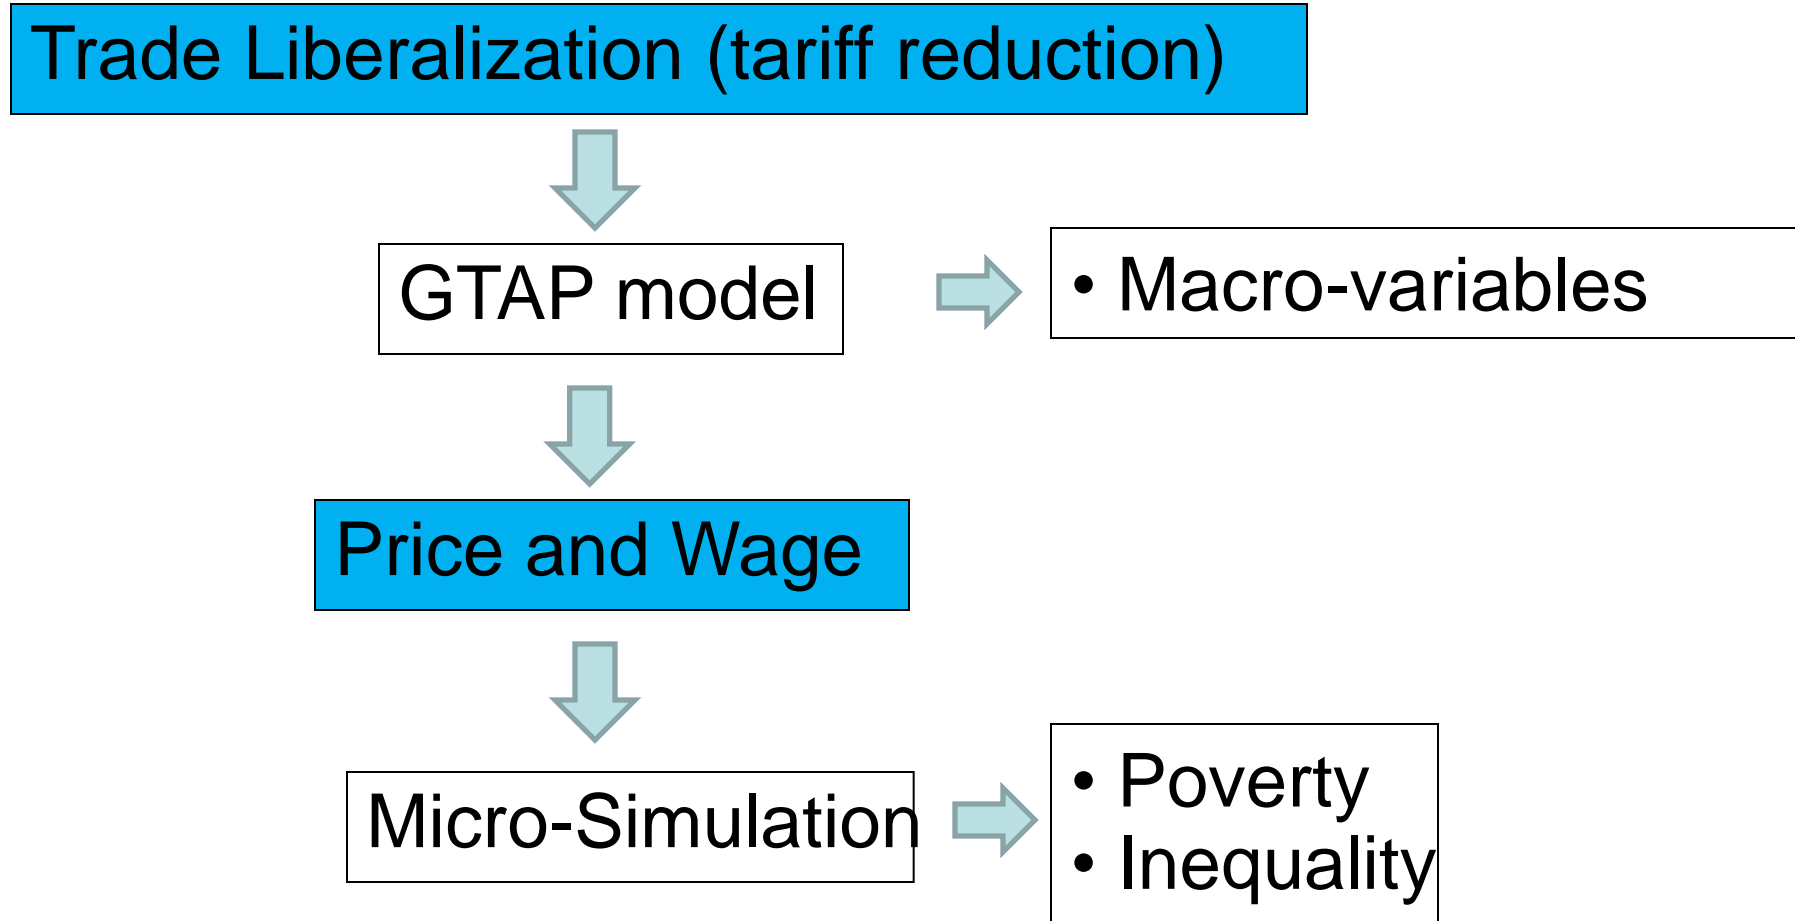 Trade Liberalization (tariff reduction)
GTAP model
• Macro-variables
Price and Wage
Micro-Simulation
• Poverty
• Inequality